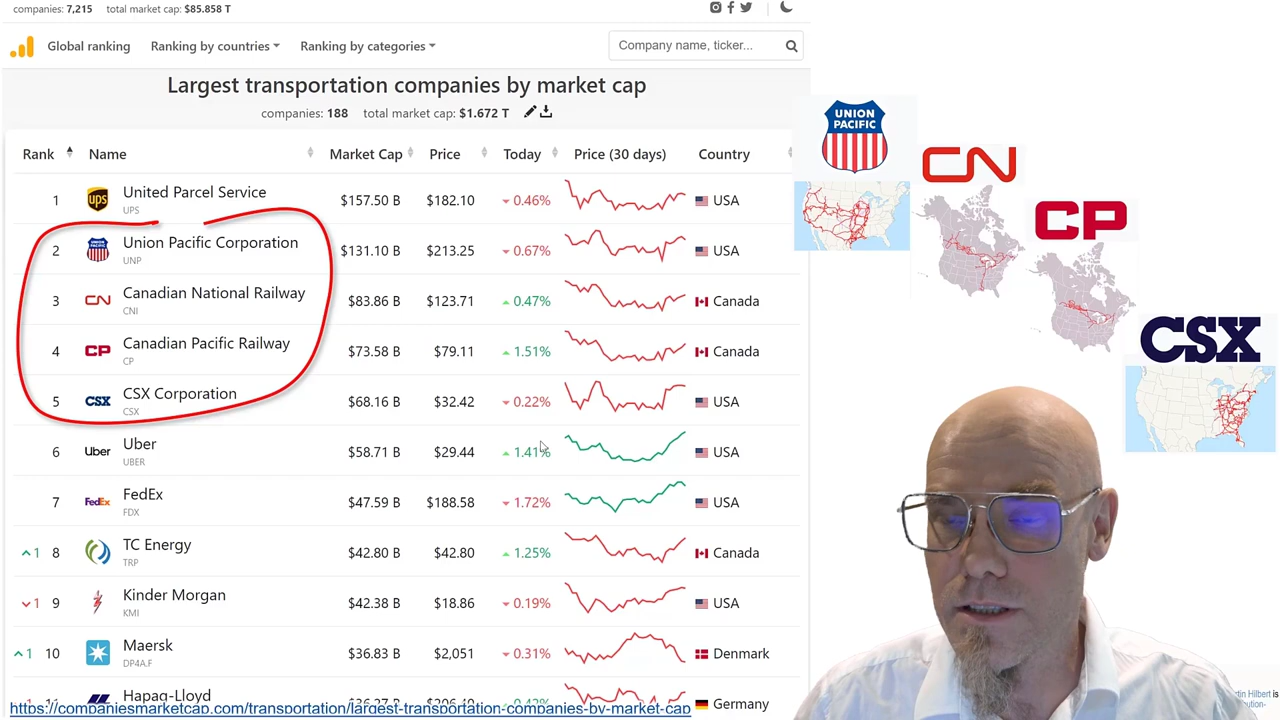 companies: 7,215 total market cap: $85.858 T
Global ranking Ranking by countries Ranking by categories Company name, ticker...
Largest transportation companies by market cap
companies: 188 total market cap: $1.672 T
Rank Name Market Cap Price Today Price (30 days) Country
1 ups United Parcel Service $157.50 B $182.10 0.46% USA
UPS
2 Union Pacific Corporation $131.10 B $213.25 0.67% USA
UNP
3 CN Canadian National Railway $83.86 B $123.71 0.47% Canada
CNI
4 CP Canadian Pacific Railway $73.58 B $79.11 1.51% Canada
CP
5 CSX CSX Corporation $68.16 B $32.42 0.22% USA
CSX
6 Uber Uber $58.71 B $29.44 1.41% USA
UBER
7 FedEx FedEx $47.59 B $188.58 1.72% USA
FDX
1 8 TC Energy $42.80 B $42.80 1.25% Canada
TRP
1 9 Kinder Morgan $42.38 B $18.86 0.19% USA
KMI
1 10 Maersk $36.83 B $2,051 0.31% Denmark
DP4A.F
Hapag-Lloyd Germany
https://companiesmarketcap.com/transportation/largest-transportation-companies-by-market-cap
UNION
PACIFIC
CN
CP
CSX
Hilbert is